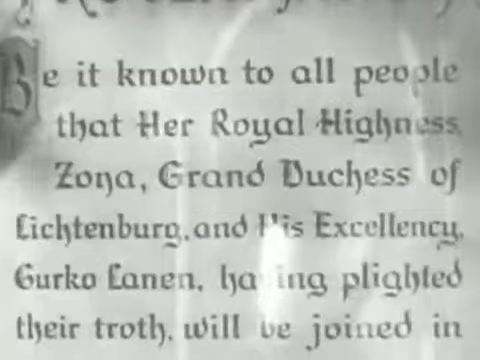 Be it known to all people
that Her Royal Highness,
Zona, Grand Duchess of
Lichtenburg, and His Excellency,
Gurko Lanen, having plighted
their troth, will be joined in